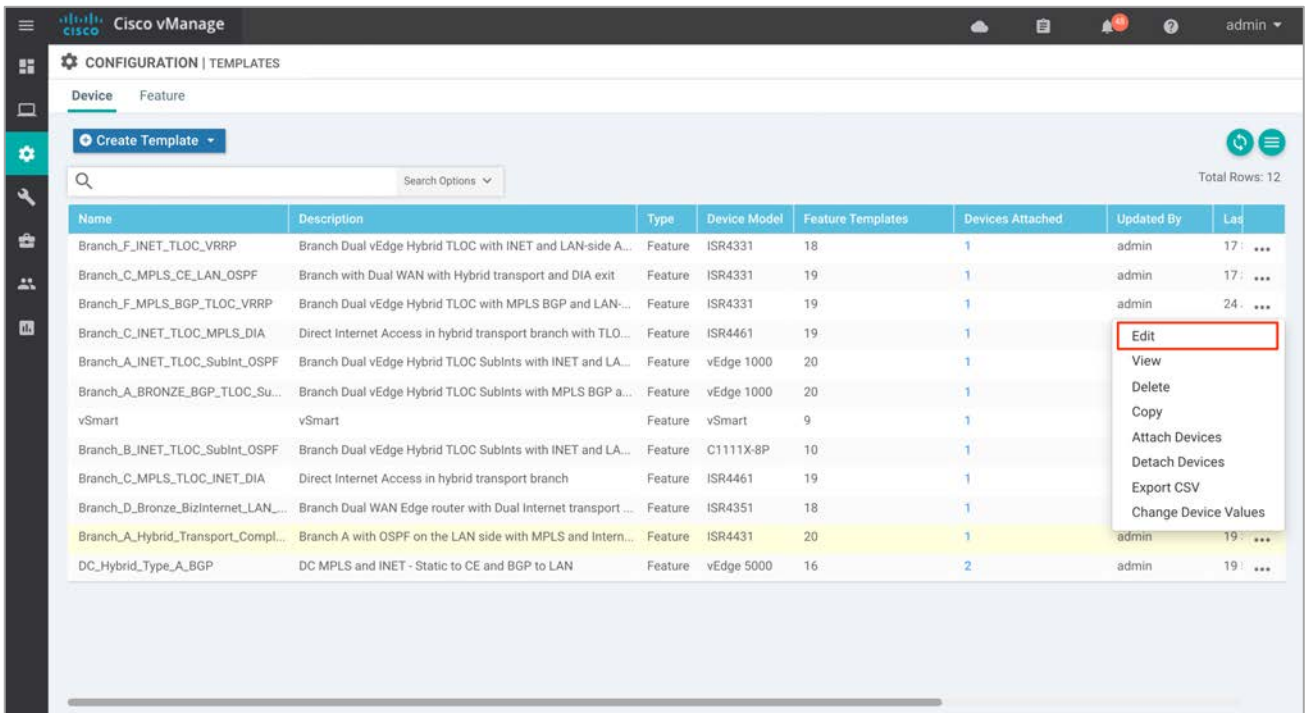 cisco Cisco vManage 48 admin
CONFIGURATION | TEMPLATES
Device Feature
Create Template
Search Options
Total Rows: 12
Name Description Type Device Model Feature Templates Devices Attached Updated By Las
Branch_F_INET_TLOC_VRRP Branch Dual vEdge Hybrid TLOC with INET and LAN-side A... Feature ISR4331 18 1 admin 17 ...
Branch_C_MPLS_CE_LAN_OSPF Branch with Dual WAN with Hybrid transport and DIA exit Feature ISR4331 19 1 admin 17 ...
Branch_F_MPLS_BGP_TLOC_VRRP Branch Dual vEdge Hybrid TLOC with MPLS BGP and LAN-... Feature ISR4331 19 1 admin 24 ...
Branch_C_INET_TLOC_MPLS_DIA Direct Internet Access in hybrid transport branch with TLO... Feature ISR4461 19 1
Branch_A_INET_TLOC_SubInt_OSPF Branch Dual vEdge Hybrid TLOC SubInts with INET and LA... Feature vEdge 1000 20 1
Branch_A_BRONZE_BGP_TLOC_Su... Branch Dual vEdge Hybrid TLOC SubInts with MPLS BGP a... Feature vEdge 1000 20 1
vSmart vSmart Feature vSmart 9 1
Branch_B_INET_TLOC_SubInt_OSPF Branch Dual vEdge Hybrid TLOC SubInts with INET and LA... Feature C1111X-8P 10 1
Branch_C_MPLS_TLOC_INET_DIA Direct Internet Access in hybrid transport branch Feature ISR4461 19 1
Branch_D_Bronze_BizInternet_LAN_... Branch Dual WAN Edge router with Dual Internet transport ... Feature ISR4351 18 1
Branch_A_Hybrid_Transport_Compl... Branch A with OSPF on the LAN side with MPLS and Intern... Feature ISR4431 20 1 admin 19 ...
DC_Hybrid_Type_A_BGP DC MPLS and INET - Static to CE and BGP to LAN Feature vEdge 5000 16 2 admin 19 ...
Edit
View
Delete
Copy
Attach Devices
Detach Devices
Export CSV
Change Device Values